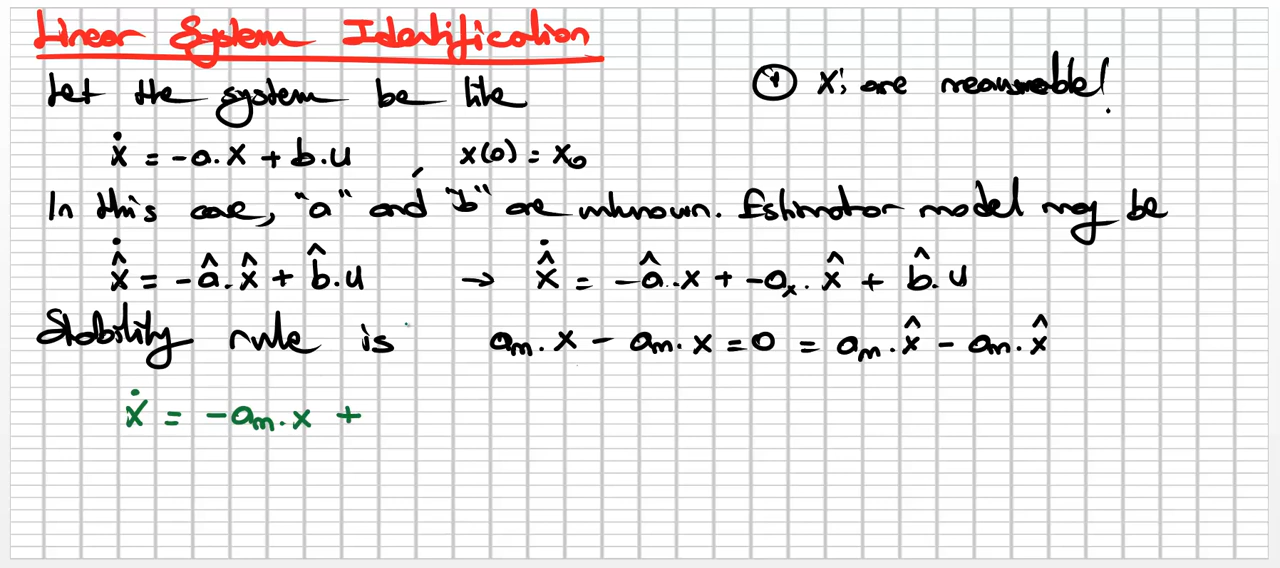 Linear System Identification
Let the system be like
(*) xi are measurable!
ẋ = -a.x + b.u , x(0) = x₀
In this case, "a" and "b" are unknown. Estimator model may be
x̂̇ = -â.x̂ + b̂.u → x̂̇ = -â.x + -aₓ.x̂ + b̂.u
Stability rule is aₘ.x - aₘ.x = 0 = aₘ.x̂ - aₘ.x̂
ẋ = -aₘ.x +